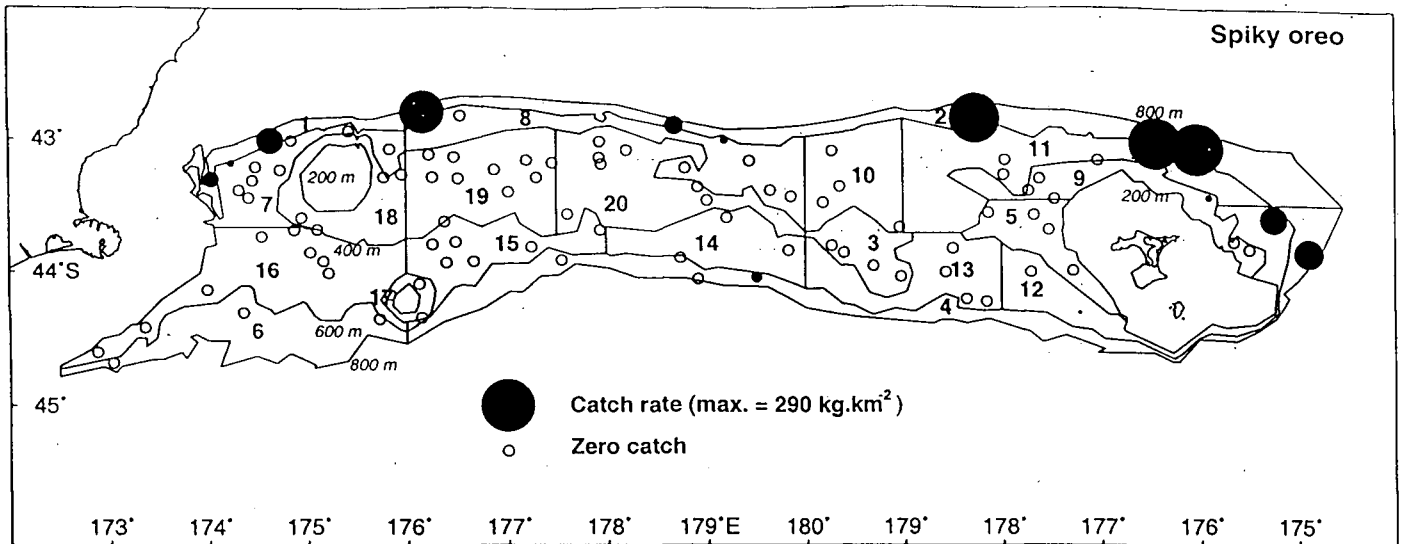 Spiky oreo
800 m
43°
1
8
2
11
10
9
200 m
19
200 m
7
18
20
5
400 m
15
14
3
44°S
16
13
12
17
4
6
600 m
800 m
Catch rate (max. = 290 kg.km⁻²)
45°
Zero catch
173° 174° 175° 176° 177° 178° 179°E 180° 179° 178° 177° 176° 175°